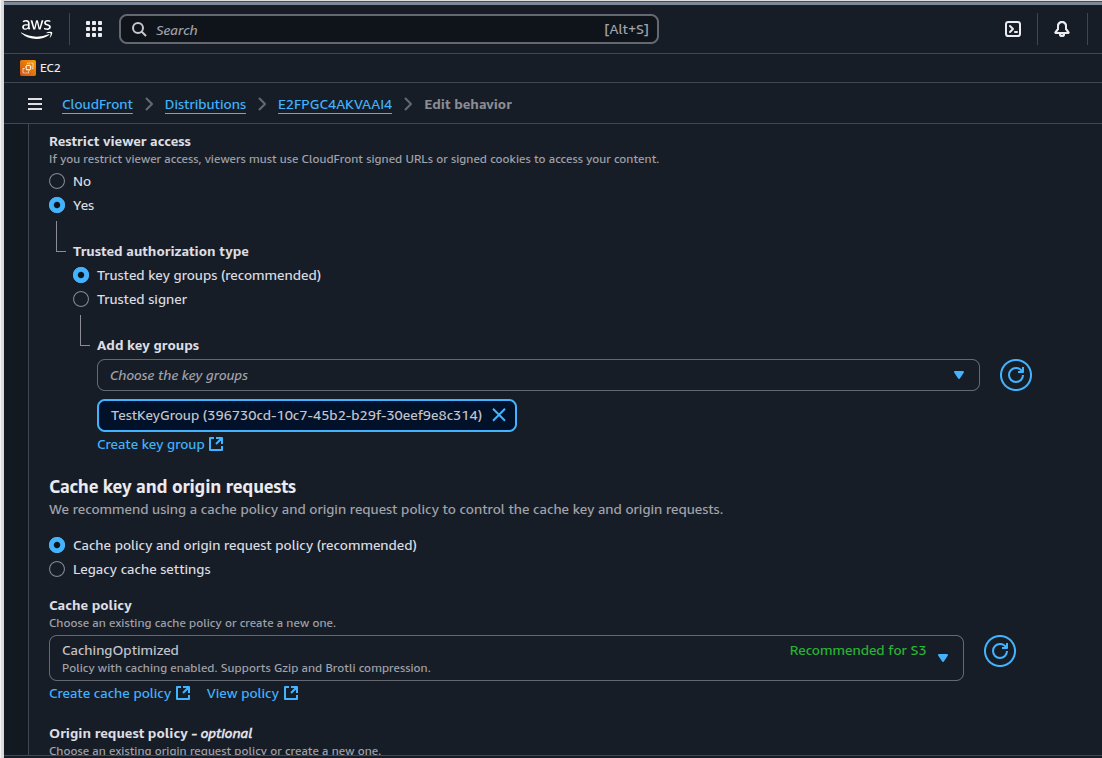 aws
Search [Alt+S]
EC2
CloudFront Distributions E2FPGC4AKVAAI4 Edit behavior
Restrict viewer access
If you restrict viewer access, viewers must use CloudFront signed URLs or signed cookies to access your content.
No
Yes
Trusted authorization type
Trusted key groups (recommended)
Trusted signer
Add key groups
Choose the key groups
TestKeyGroup (396730cd-10c7-45b2-b29f-30eef9e8c314)
Create key group
Cache key and origin requests
We recommend using a cache policy and origin request policy to control the cache key and origin requests.
Cache policy and origin request policy (recommended)
Legacy cache settings
Cache policy
Choose an existing cache policy or create a new one.
CachingOptimized Recommended for S3
Policy with caching enabled. Supports Gzip and Brotli compression.
Create cache policy View policy
Origin request policy – optional
Choose an existing origin request policy or create a new one.